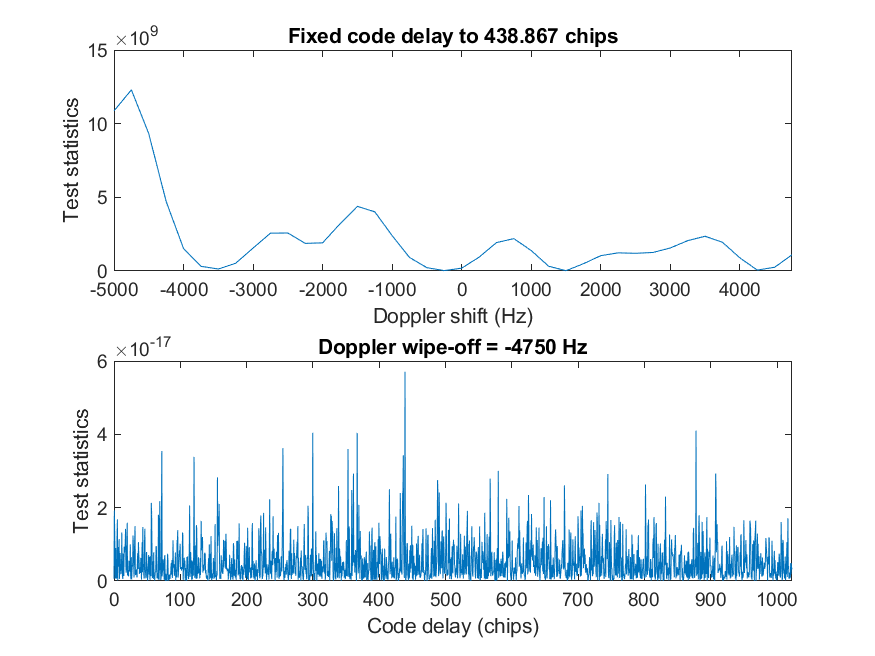 ×10^9
Fixed code delay to 438.867 chips
15
10
5
0
Test statistics
-5000 -4000 -3000 -2000 -1000 0 1000 2000 3000 4000
Doppler shift (Hz)
×10^-17
Doppler wipe-off = -4750 Hz
6
4
2
0
Test statistics
0 100 200 300 400 500 600 700 800 900 1000
Code delay (chips)